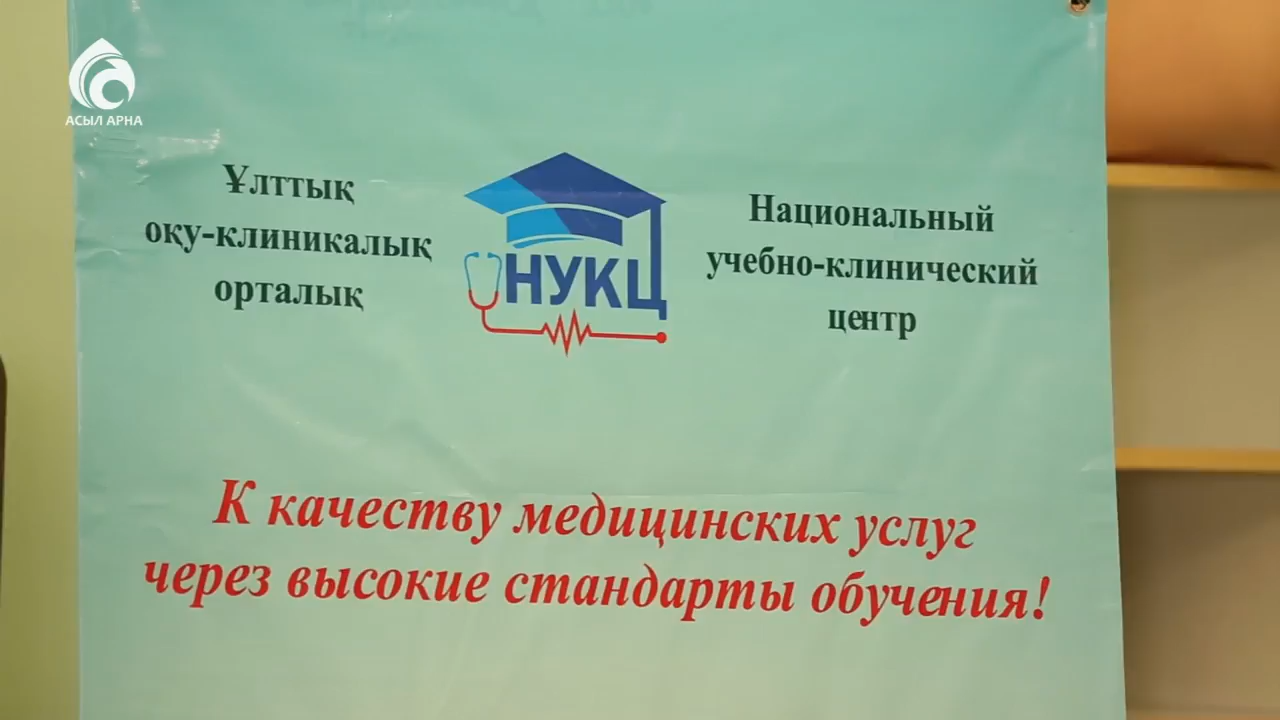 АСЫЛ АРНА
Ұлттық
оқу-клиникалық
орталық
НУКЦ
Национальный
учебно-клинический
центр
К качеству медицинских услуг
через высокие стандарты обучения!